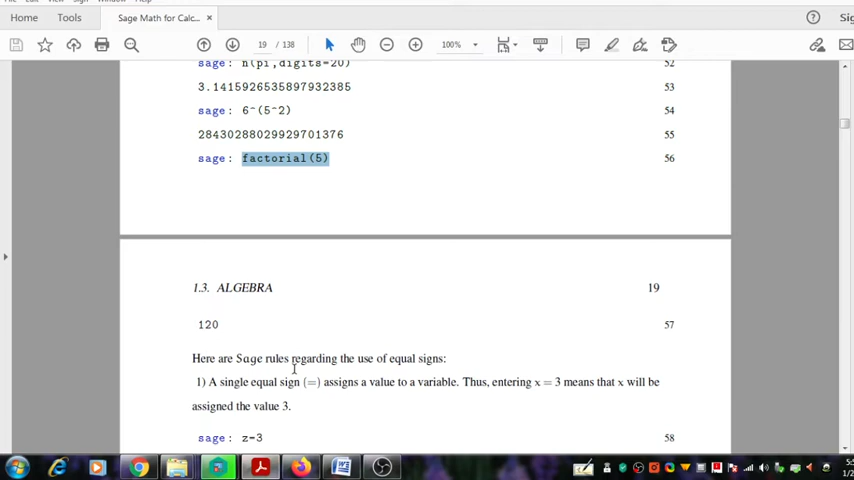 Home Tools Sage Math for Calc... ×
19 / 138 100%
sage: n(pi,digits=20) 52
3.1415926535897932385 53
sage: 6^(5^2) 54
28430288029929701376 55
sage: factorial(5) 56
1.3. ALGEBRA 19
120 57
Here are Sage rules regarding the use of equal signs:
1) A single equal sign (=) assigns a value to a variable. Thus, entering x = 3 means that x will be
assigned the value 3.
sage: z=3 58